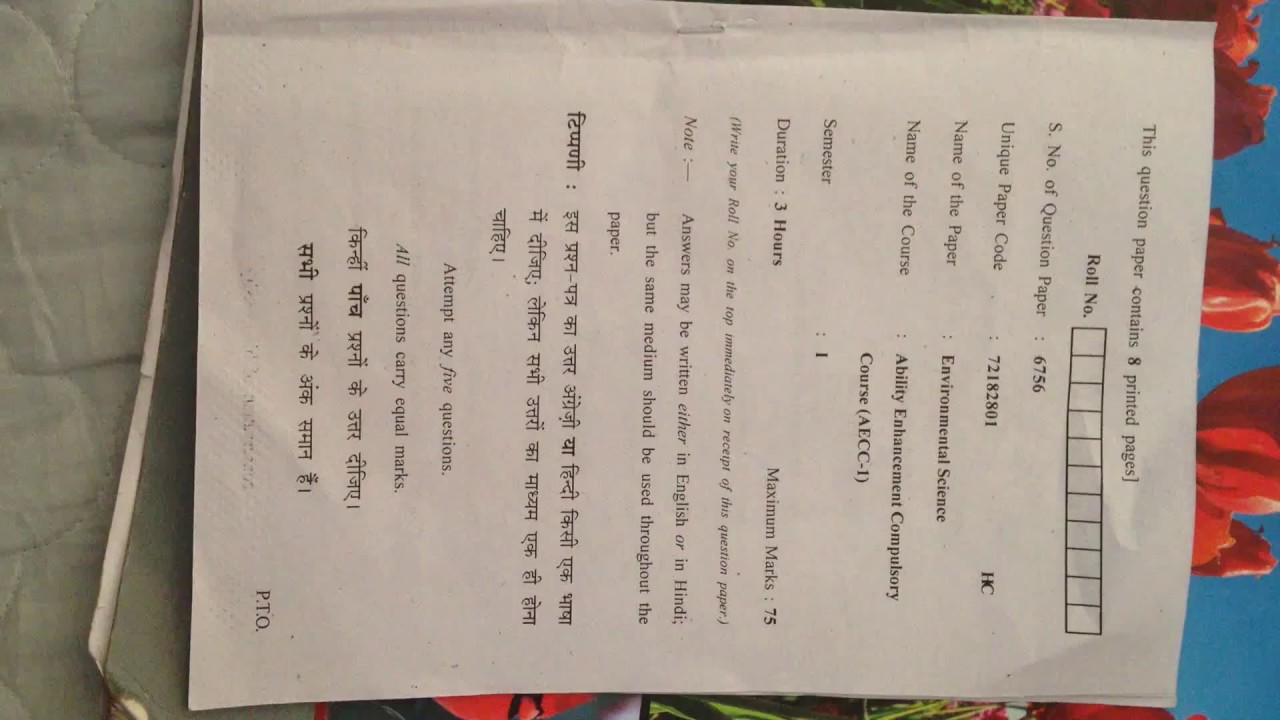 This question paper contains 8 printed pages]
Roll No.
S. No. of Question Paper : 6756
Unique Paper Code : 72182801 HC
Name of the Paper : Environmental Science
Name of the Course : Ability Enhancement Compulsory
Course (AECC-1)
Semester : I
Duration : 3 Hours Maximum Marks : 75
(Write your Roll No. on the top immediately on receipt of this question paper.)
Note :— Answers may be written either in English or in Hindi;
but the same medium should be used throughout the
paper.
टिप्पणी : इस प्रश्न-पत्र का उत्तर अंग्रेज़ी या हिन्दी किसी एक भाषा
में दीजिए; लेकिन सभी उत्तरों का माध्यम एक ही होना
चाहिए।
Attempt any five questions.
All questions carry equal marks.
किन्हीं पाँच प्रश्नों के उत्तर दीजिए।
सभी प्रश्नों के अंक समान हैं।
P.T.O.